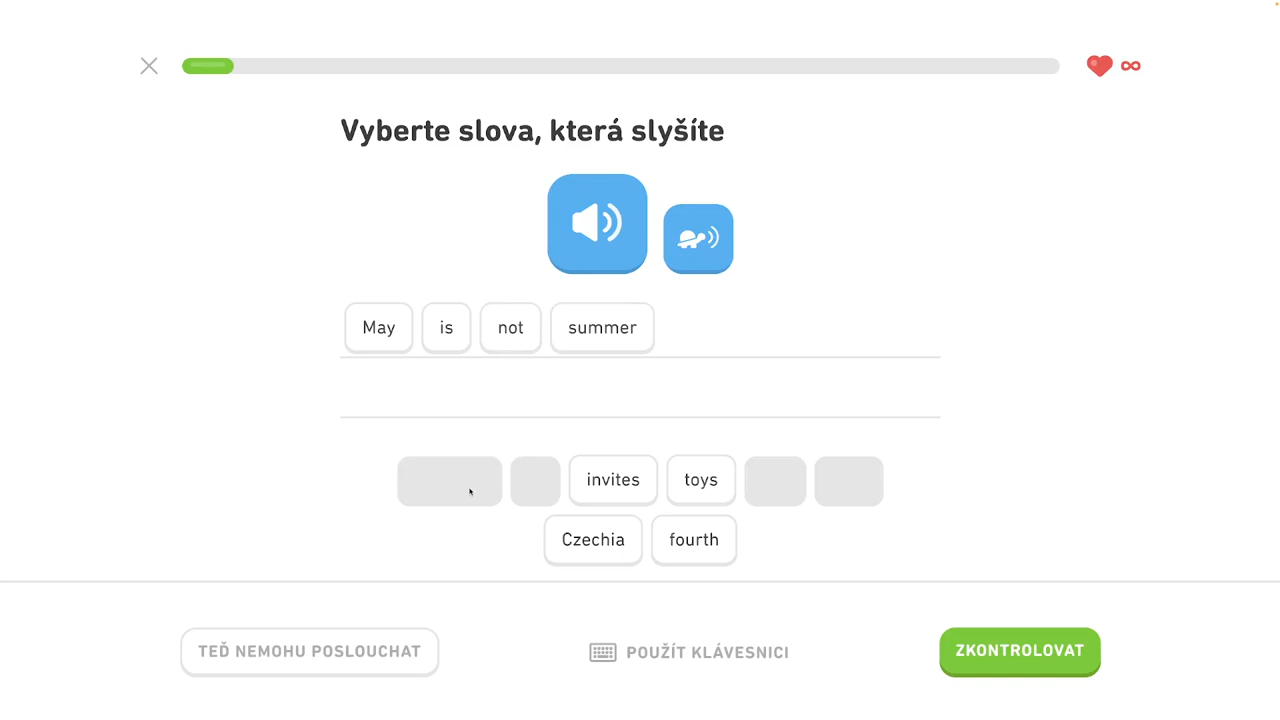 Vyberte slova, která slyšíte
May is not summer
invites toys
Czechia fourth
TEĎ NEMOHU POSLOUCHAT POUŽÍT KLÁVESNICI ZKONTROLOVAT